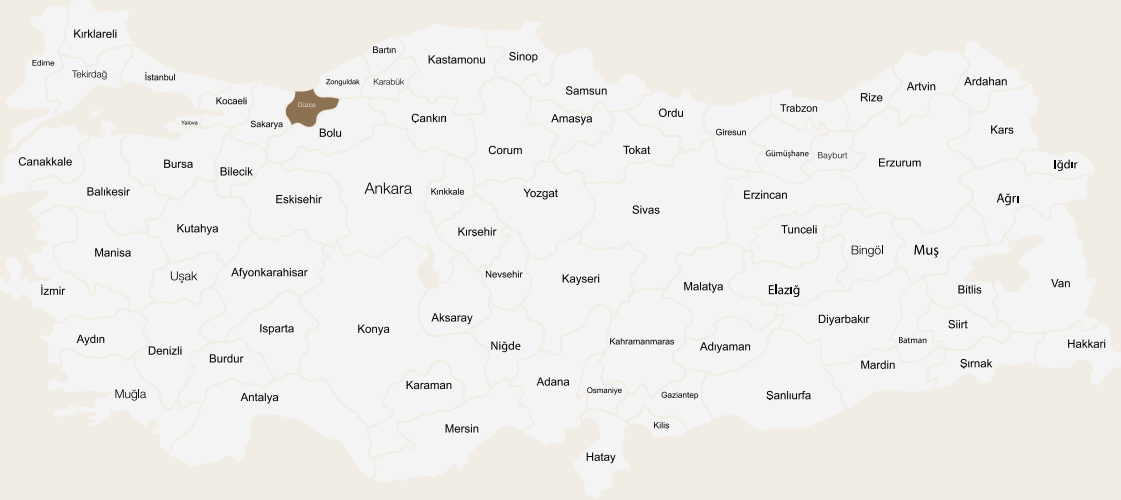 Kırklareli
Edirne
Tekirdağ
İstanbul
Kocaeli
Yalova
Sakarya
Düzce
Bolu
Zonguldak
Bartın
Karabük
Kastamonu
Sinop
Samsun
Cankırı
Amasya
Ordu
Giresun
Trabzon
Rize
Artvin
Ardahan
Kars
Iğdır
Ağrı
Gümüşhane
Bayburt
Erzurum
Canakkale
Balıkesir
Bursa
Bilecik
Eskisehir
Ankara
Kırıkkale
Corum
Tokat
Yozgat
Sivas
Erzincan
Tunceli
Bingöl
Muş
Kutahya
Manisa
Uşak
Afyonkarahisar
Kırşehir
Nevsehir
Kayseri
Malatya
Elazığ
Bitlis
Van
İzmir
Aydın
Denizli
Isparta
Burdur
Konya
Aksaray
Niğde
Kahramanmaras
Adıyaman
Diyarbakır
Batman
Siirt
Mardin
Şırnak
Hakkari
Muğla
Antalya
Karaman
Mersin
Adana
Osmaniye
Gaziantep
Kilis
Şanlıurfa
Hatay